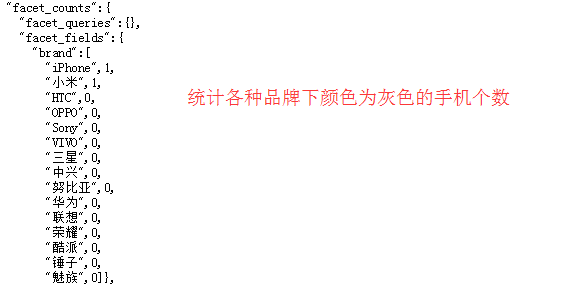 "facet_counts":{
"facet_queries":{},
"facet_fields":{
"brand":[
"iPhone",1,
"小米",1,
"HTC",0,
统计各种品牌下颜色为灰色的手机个数
"OPPO",0,
"Sony",0,
"VIVO",0,
"三星",0,
"中兴",0,
"努比亚",0,
"华为",0,
"联想",0,
"荣耀",0,
"酷派",0,
"锤子",0,
"魅族",0]},